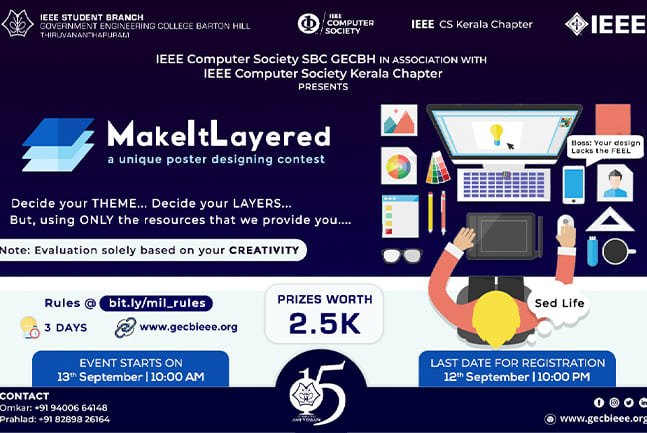 IEEE STUDENT BRANCH
GOVERNMENT ENGINEERING COLLEGE BARTON HILL
THIRUVANANTHAPURAM
IEEE
COMPUTER
SOCIETY
IEEE CS Kerala Chapter
IEEE
IEEE Computer Society SBC GECBH IN ASSOCIATION WITH
IEEE Computer Society Kerala Chapter
PRESENTS
MakeItLayered
a unique poster designing contest
Boss: Your design
Lacks the FEEL
Decide your THEME... Decide your LAYERS...
But, using ONLY the resources that we provide you....
Note: Evaluation solely based on your CREATIVITY
Sed Life
Rules @ bit.ly/mil_rules
3 DAYS
www.gecbieee.org
PRIZES WORTH
2.5K
EVENT STARTS ON
13th September | 10:00 AM
LAST DATE FOR REGISTRATION
12th September | 10:00 PM
15
CONTACT
Omkar: +91 94006 64148
Prahlad: +91 82898 26164
www.gecbieee.org